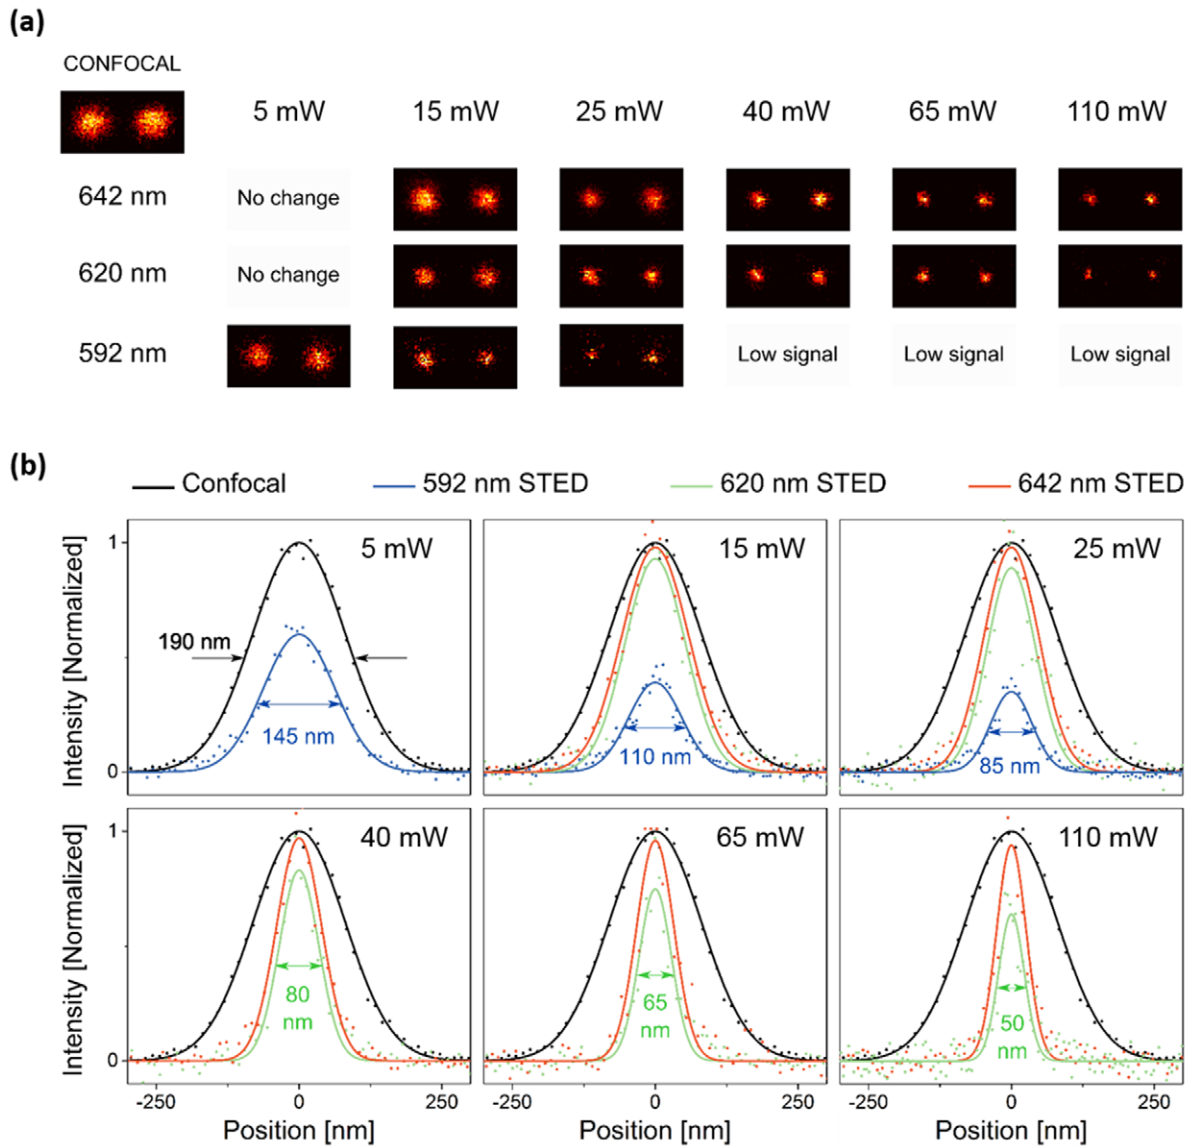 (a)
CONFOCAL
5 mW 15 mW 25 mW 40 mW 65 mW 110 mW
642 nm No change
620 nm No change
592 nm Low signal Low signal Low signal
(b)
Confocal 592 nm STED 620 nm STED 642 nm STED
Intensity [Normalized]
1
0
5 mW
190 nm
145 nm
15 mW
110 nm
25 mW
85 nm
Intensity [Normalized]
1
0
40 mW
80
nm
65 mW
65
nm
110 mW
50
nm
-250 0 250 -250 0 250 -250 0 250
Position [nm] Position [nm] Position [nm]